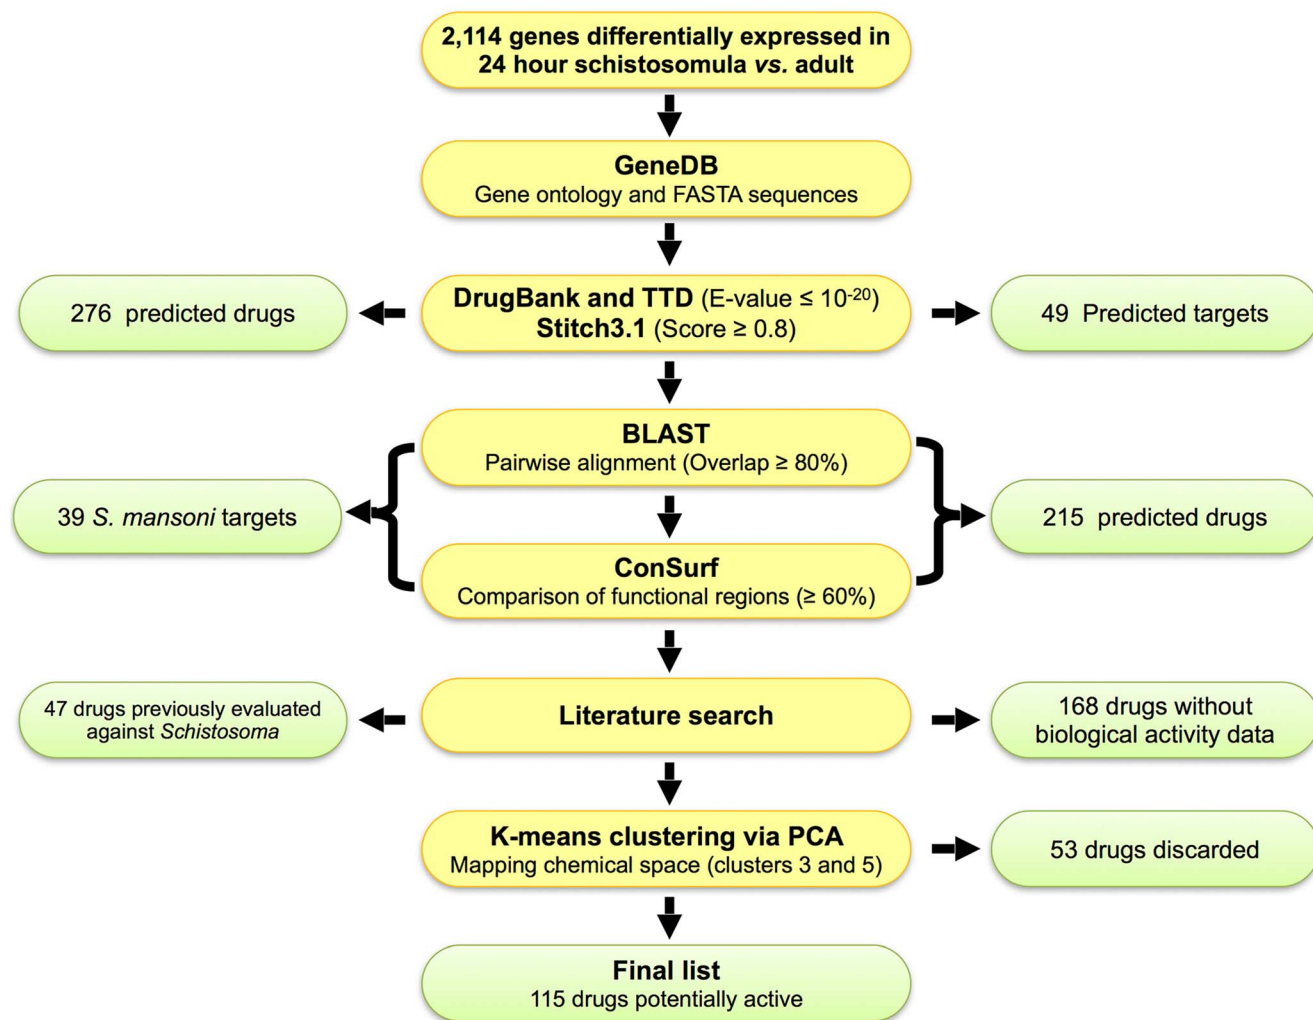 2,114 genes differentially expressed in
24 hour schistosomula vs. adult
GeneDB
Gene ontology and FASTA sequences
276 predicted drugs
DrugBank and TTD (E-value ≤ 10⁻²⁰)
Stitch3.1 (Score ≥ 0.8)
49 Predicted targets
BLAST
Pairwise alignment (Overlap ≥ 80%)
39 S. mansoni targets
215 predicted drugs
ConSurf
Comparison of functional regions (≥ 60%)
47 drugs previously evaluated
against Schistosoma
Literature search
168 drugs without
biological activity data
K-means clustering via PCA
Mapping chemical space (clusters 3 and 5)
53 drugs discarded
Final list
115 drugs potentially active